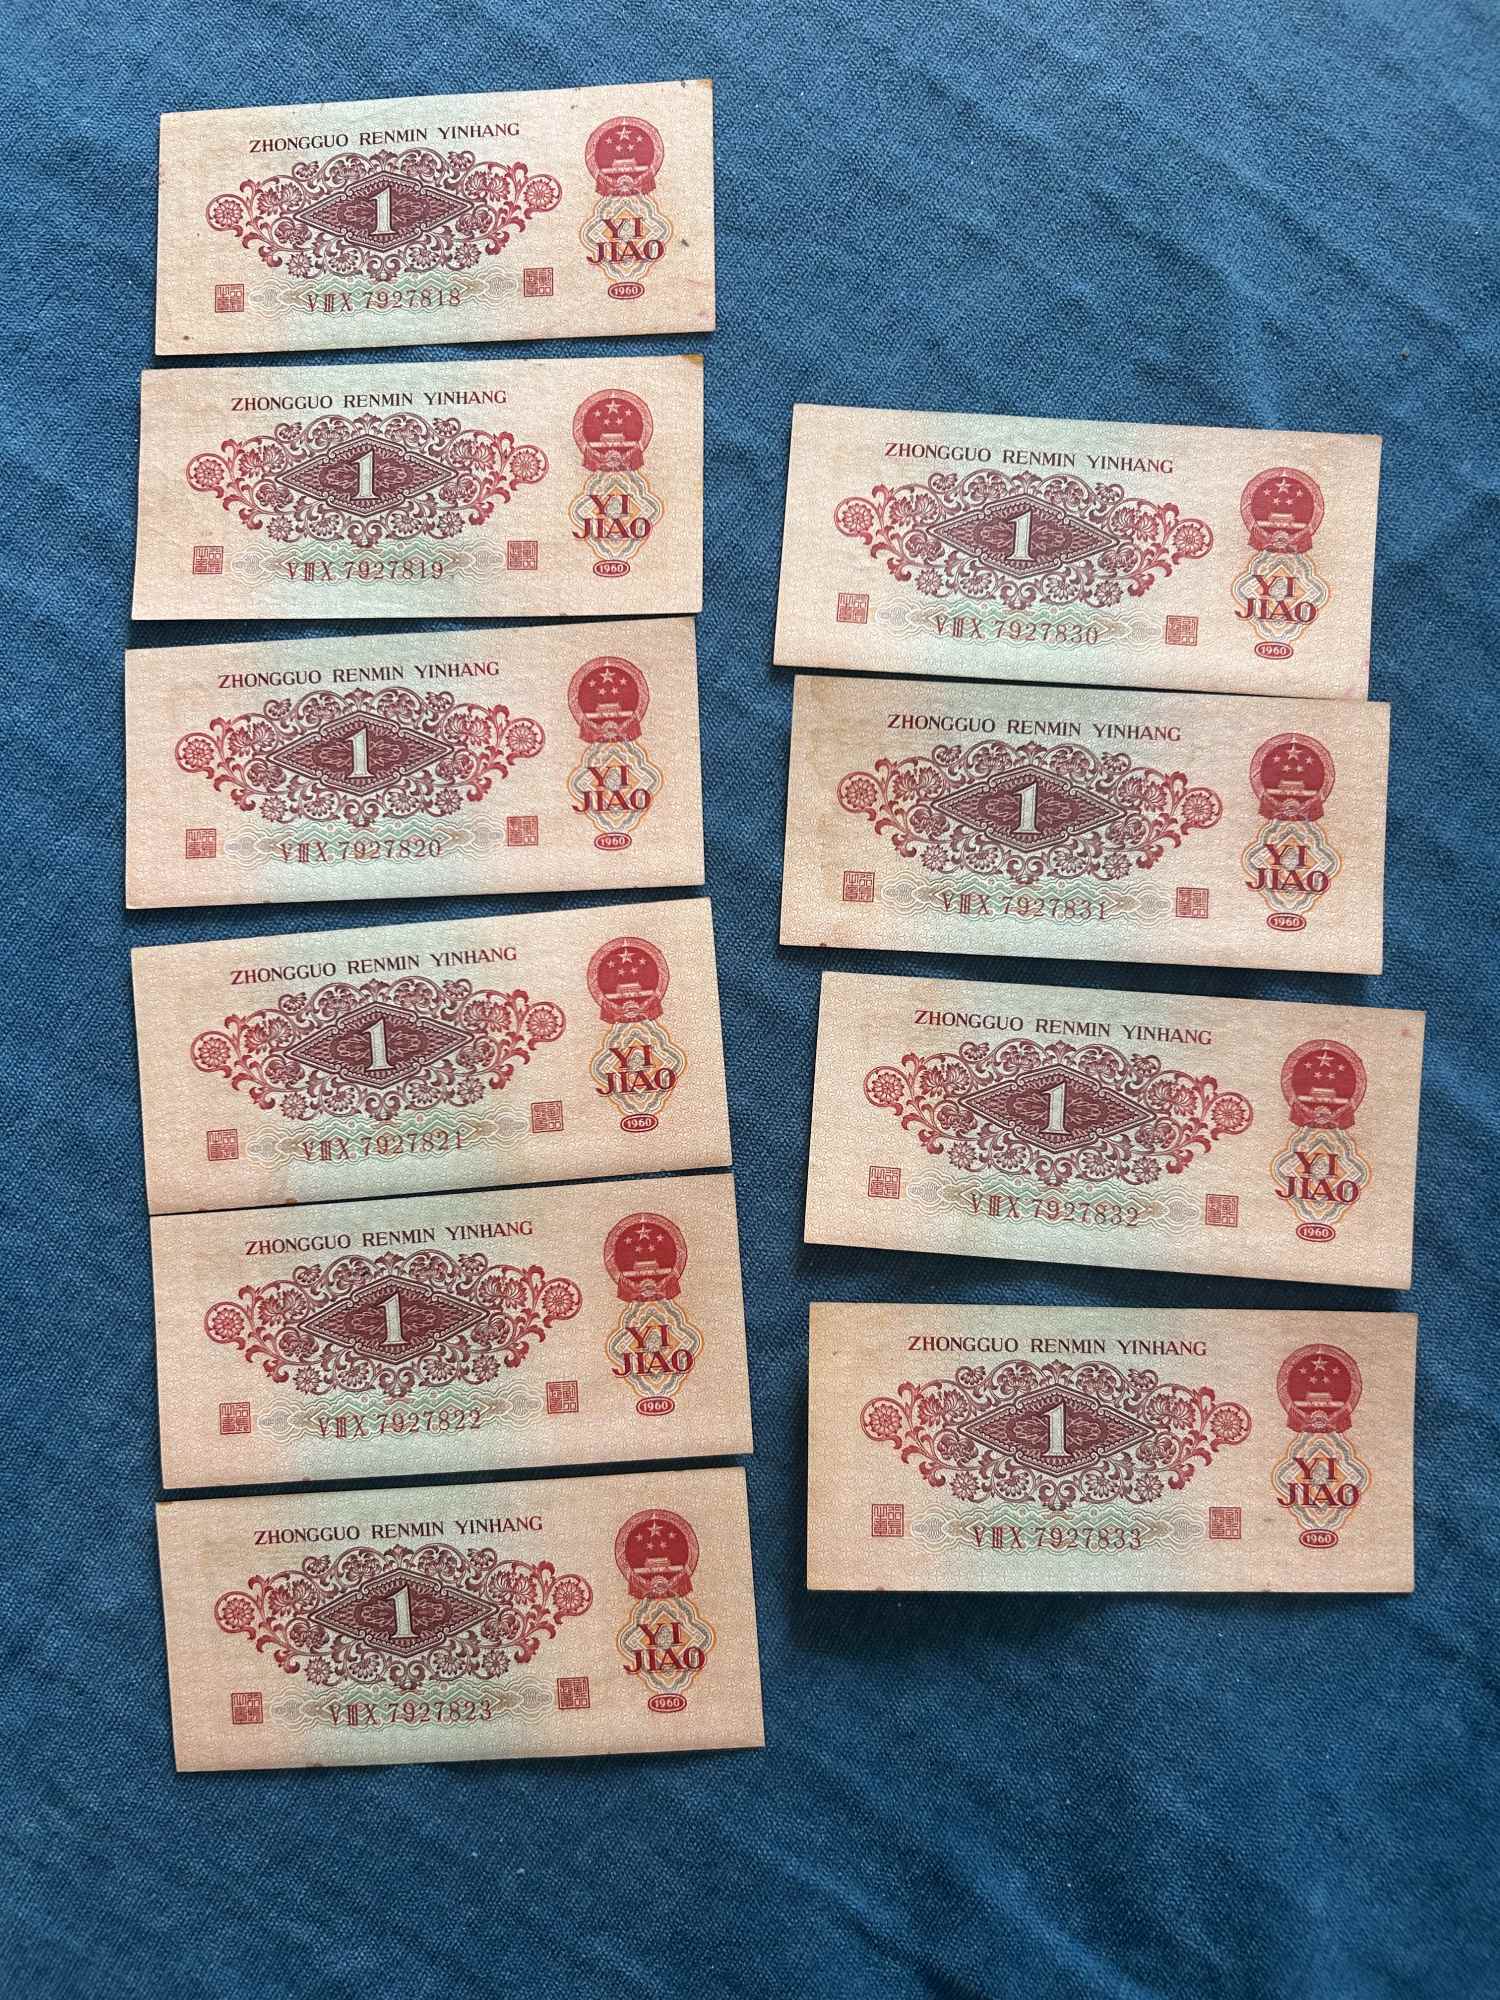 ZHONGGUO RENMIN YINHANG
1
YI
JIAO
VⅢX 7927818
1960
ZHONGGUO RENMIN YINHANG
1
YI
JIAO
VⅢX 7927819
1960
ZHONGGUO RENMIN YINHANG
1
YI
JIAO
VⅢX 7927820
1960
ZHONGGUO RENMIN YINHANG
1
YI
JIAO
VⅢX 7927821
1960
ZHONGGUO RENMIN YINHANG
1
YI
JIAO
VⅢX 7927822
1960
ZHONGGUO RENMIN YINHANG
1
YI
JIAO
VⅢX 7927823
1960
ZHONGGUO RENMIN YINHANG
1
YI
JIAO
VⅢX 7927830
1960
ZHONGGUO RENMIN YINHANG
1
YI
JIAO
VⅢX 7927831
1960
ZHONGGUO RENMIN YINHANG
1
YI
JIAO
VⅢX 7927832
1960
ZHONGGUO RENMIN YINHANG
1
YI
JIAO
VⅢX 7927833
1960